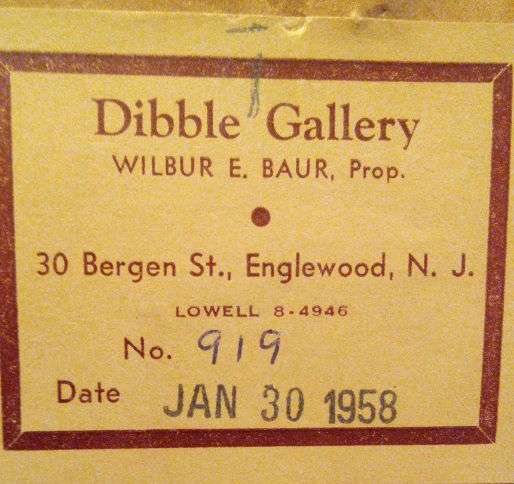 Dibble Gallery
WILBUR E. BAUR, Prop.
30 Bergen St., Englewood, N. J.
LOWELL 8-4946
No. 919
Date JAN 30 1958